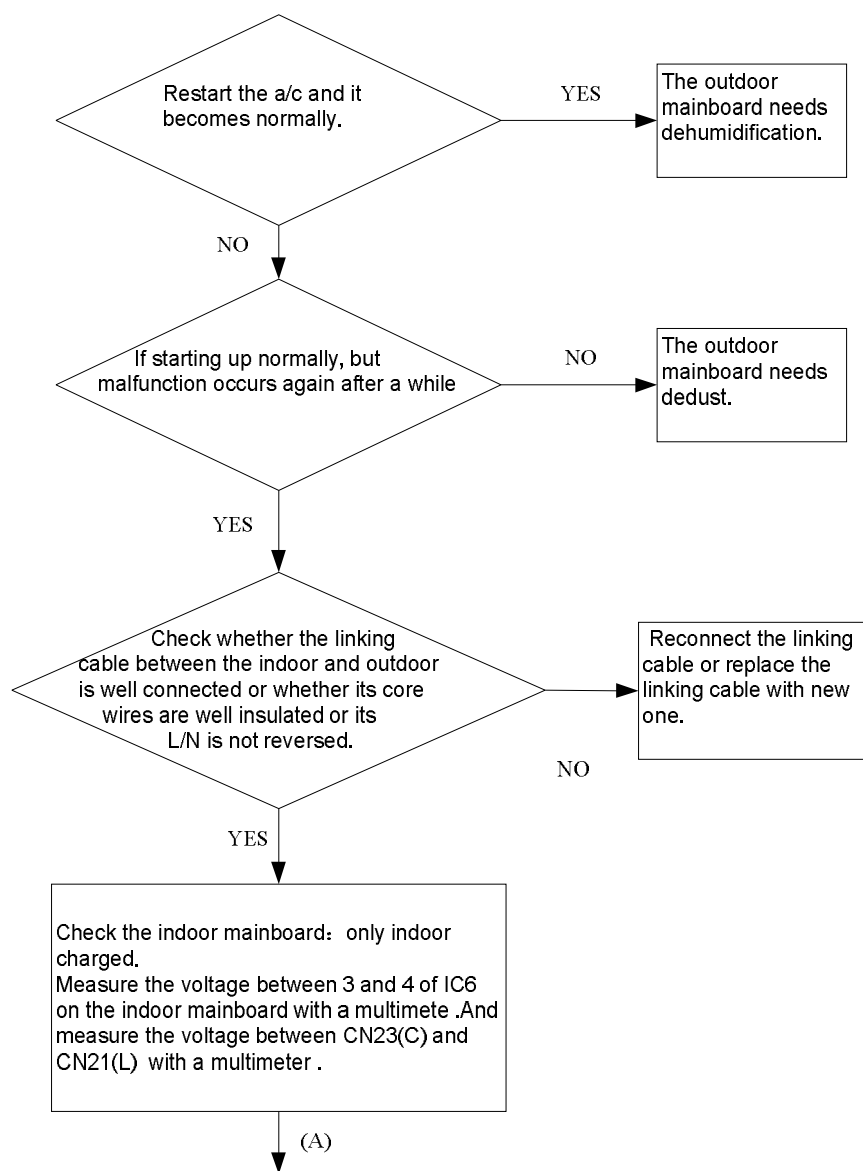 Restart the a/c and it
becomes normally.
YES
The outdoor
mainboard needs
dehumidification.
NO
If starting up normally, but
malfunction occurs again after a while
NO
The outdoor
mainboard needs
dedust.
YES
Check whether the linking
cable between the indoor and outdoor
is well connected or whether its core
wires are well insulated or its
L/N is not reversed.
Reconnect the linking
cable or replace the
linking cable with new
one.
NO
YES
Check the indoor mainboard：only indoor
charged.
Measure the voltage between 3 and 4 of IC6
on the indoor mainboard with a multimete .And
measure the voltage between CN23(C) and
CN21(L) with a multimeter .
(A)